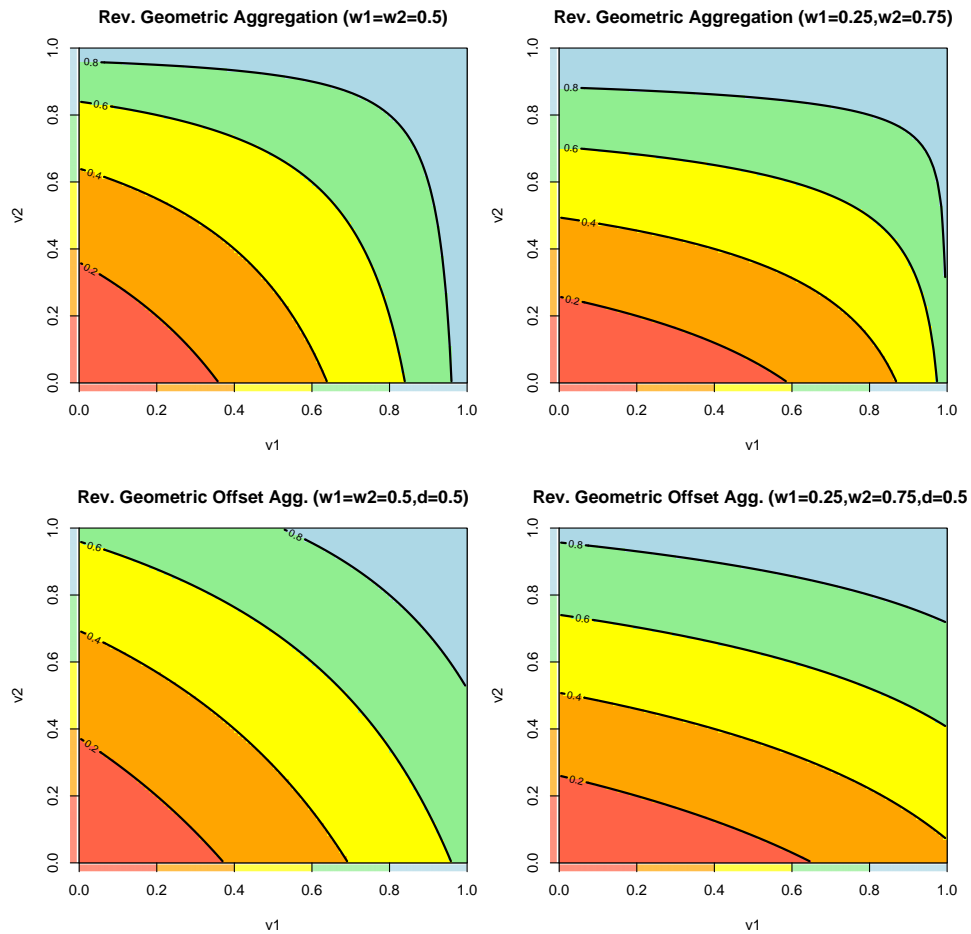 Rev. Geometric Aggregation (w1=w2=0.5)
1.0
0.8
0.6
0.4
0.2
0.0
v2
0.8
0.6
0.4
0.2
0.0 0.2 0.4 0.6 0.8 1.0
v1
Rev. Geometric Aggregation (w1=0.25,w2=0.75)
1.0
0.8
0.6
0.4
0.2
0.0
v2
0.8
0.6
0.4
0.2
0.0 0.2 0.4 0.6 0.8 1.0
v1
Rev. Geometric Offset Agg. (w1=w2=0.5,d=0.5)
1.0
0.8
0.6
0.4
0.2
0.0
v2
0.8
0.6
0.4
0.2
0.0 0.2 0.4 0.6 0.8 1.0
v1
Rev. Geometric Offset Agg. (w1=0.25,w2=0.75,d=0.5
1.0
0.8
0.6
0.4
0.2
0.0
v2
0.8
0.6
0.4
0.2
0.0 0.2 0.4 0.6 0.8 1.0
v1